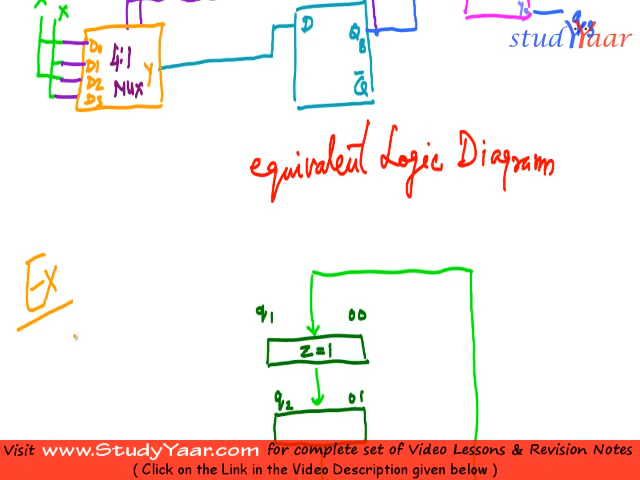 X X
D0
D1
D2
D3
4:1
MUX
Y
D
Q
B
Q̅
studYYaar
equivalent Logic Diagram
Ex
q1 00
Z=1
q2 01
Visit www.StudyYaar.com for complete set of Video Lessons & Revision Notes
( Click on the Link in the Video Description given below )